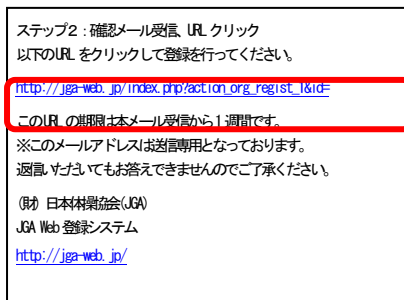 ステップ2：確認メール受信、URL クリック
以下のURL をクリックして登録を行ってください。
http://jga-web.jp/index.php?action_org_regist_1&id=
このURL の期限は本メール受信から1週間です。
※このメールアドレスは送信専用となっております。
返信いただいてもお答えできませんのでご了承ください。
(財) 日本体操協会(JGA)
JGA Web 登録システム
http://jga-web.jp/